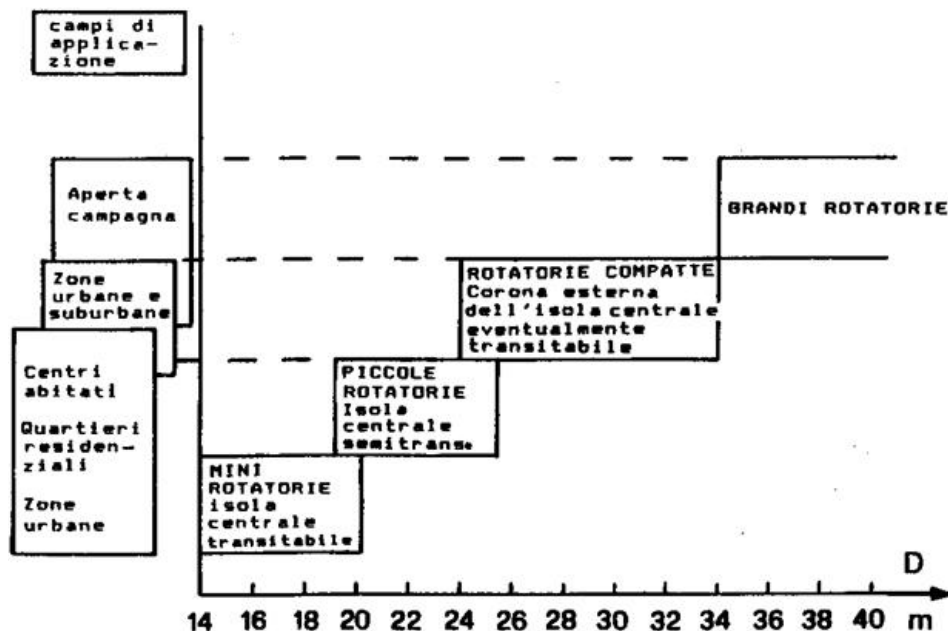 campi di
applica-
zione
Aperta
campagna
BRANDI ROTATORIE
Zone
urbane e
suburbane
ROTATORIE COMPATTE
Corona esterna
dell'isola centrale
eventualmente
transitabile
Centri
abitati
Quartieri
residen-
ziali
Zone
urbane
PICCOLE
ROTATORIE
Isola
centrale
semitrans.
MINI
ROTATORIE
isola
centrale
transitabile
D
14 16 18 20 22 24 26 28 30 32 34 36 38 40 m